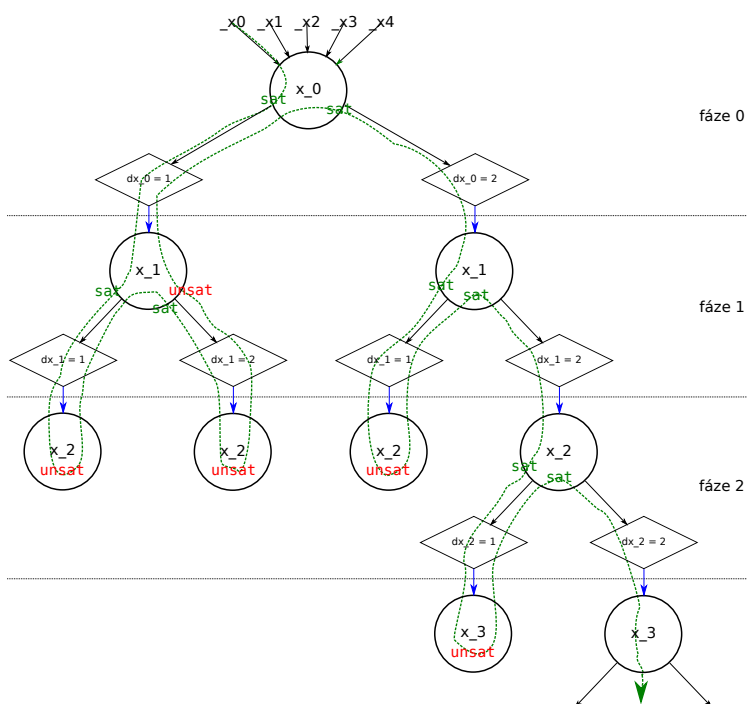 _x0 _x1 _x2 _x3 _x4
x_0
sat sat
fáze 0
dx_0 = 1 dx_0 = 2
x_1 x_1
sat unsat sat
sat sat
fáze 1
dx_1 = 1 dx_1 = 2 dx_1 = 1 dx_1 = 2
x_2 x_2 x_2 x_2
unsat unsat unsat sat
sat
fáze 2
dx_2 = 1 dx_2 = 2
x_3 x_3
unsat